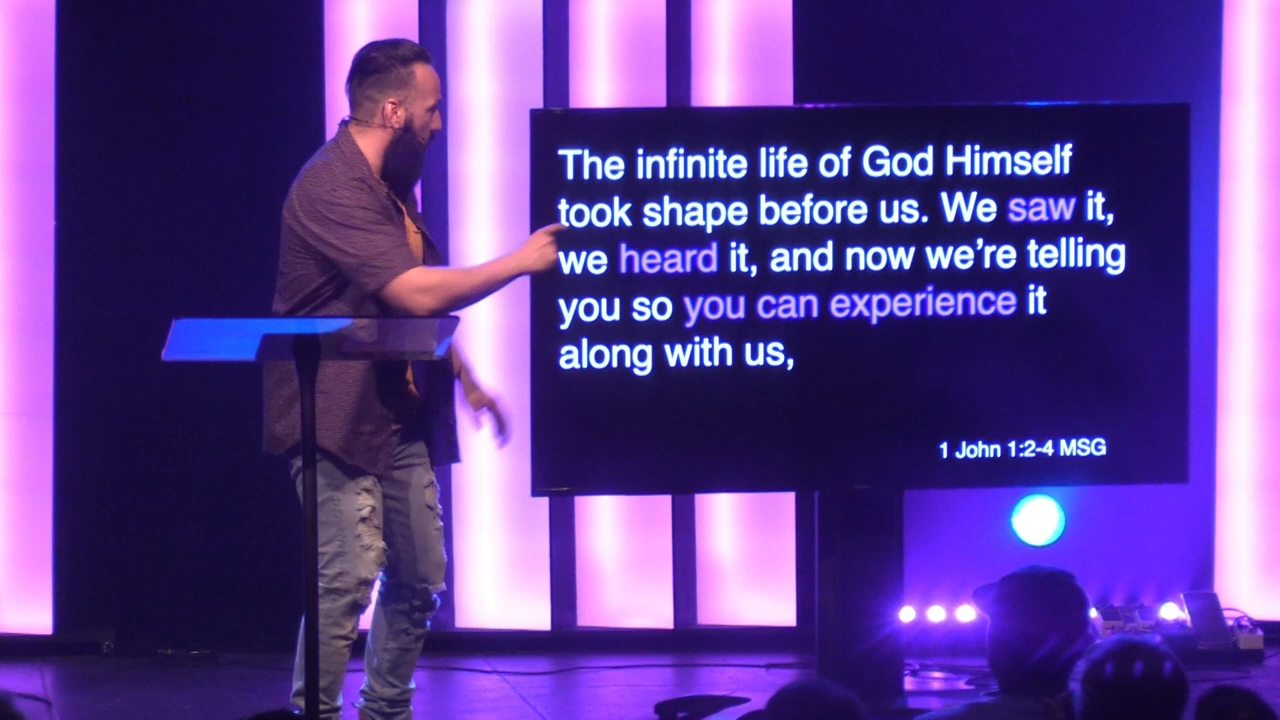 The infinite life of God Himself
took shape before us. We saw it,
we heard it, and now we're telling
you so you can experience it
along with us,
1 John 1:2-4 MSG